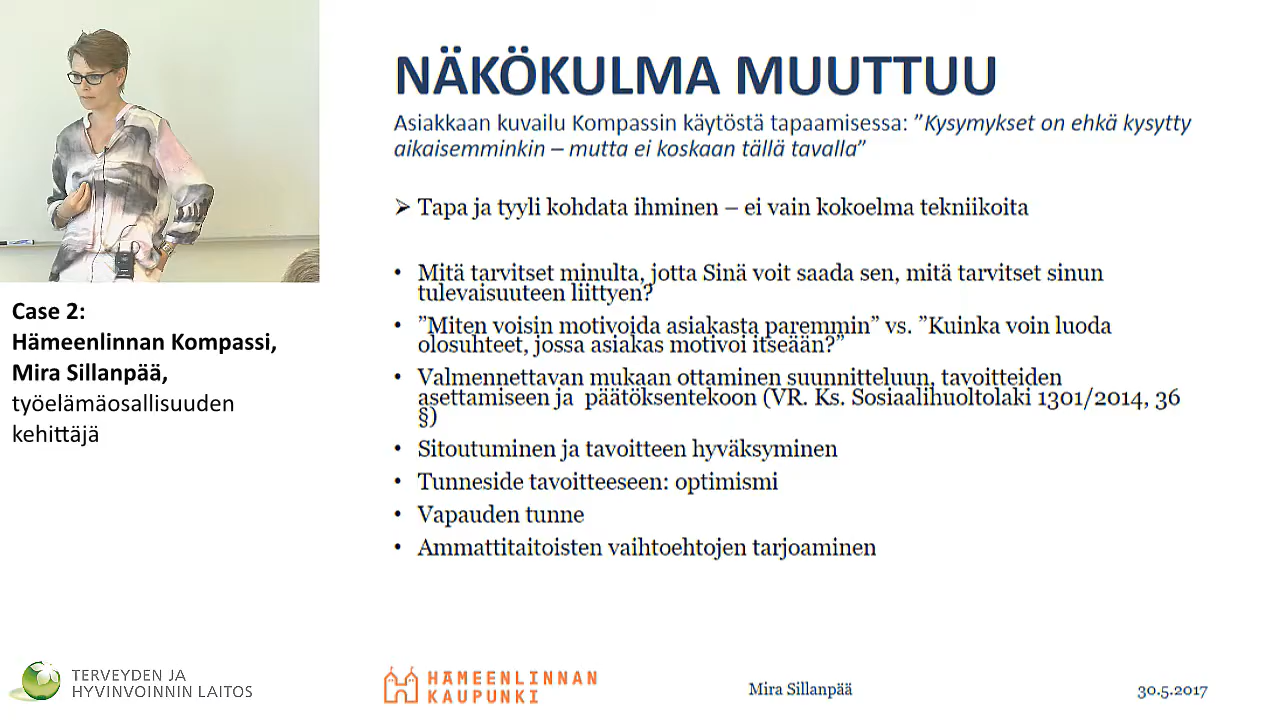 NÄKÖKULMA MUUTTUU
Asiakkaan kuvailu Kompassin käytöstä tapaamisessa: ”Kysymykset on ehkä kysytty
aikaisemminkin – mutta ei koskaan tällä tavalla”
➢ Tapa ja tyyli kohdata ihminen – ei vain kokoelma tekniikoita
• Mitä tarvitset minulta, jotta Sinä voit saada sen, mitä tarvitset sinun
tulevaisuuteen liittyen?
• ”Miten voisin motivoida asiakasta paremmin” vs. ”Kuinka voin luoda
olosuhteet, jossa asiakas motivoi itseään?”
• Valmennettavan mukaan ottaminen suunnitteluun, tavoitteiden
asettamiseen ja päätöksentekoon (VR. Ks. Sosiaalihuoltolaki 1301/2014, 36
§)
• Sitoutuminen ja tavoitteen hyväksyminen
• Tunneside tavoitteeseen: optimismi
• Vapauden tunne
• Ammattitaitoisten vaihtoehtojen tarjoaminen
Case 2:
Hämeenlinnan Kompassi,
Mira Sillanpää,
työelämäosallisuuden
kehittäjä
TERVEYDEN JA
HYVINVOINNIN LAITOS
HÄMEENLINNAN
KAUPUNKI
Mira Sillanpää
30.5.2017